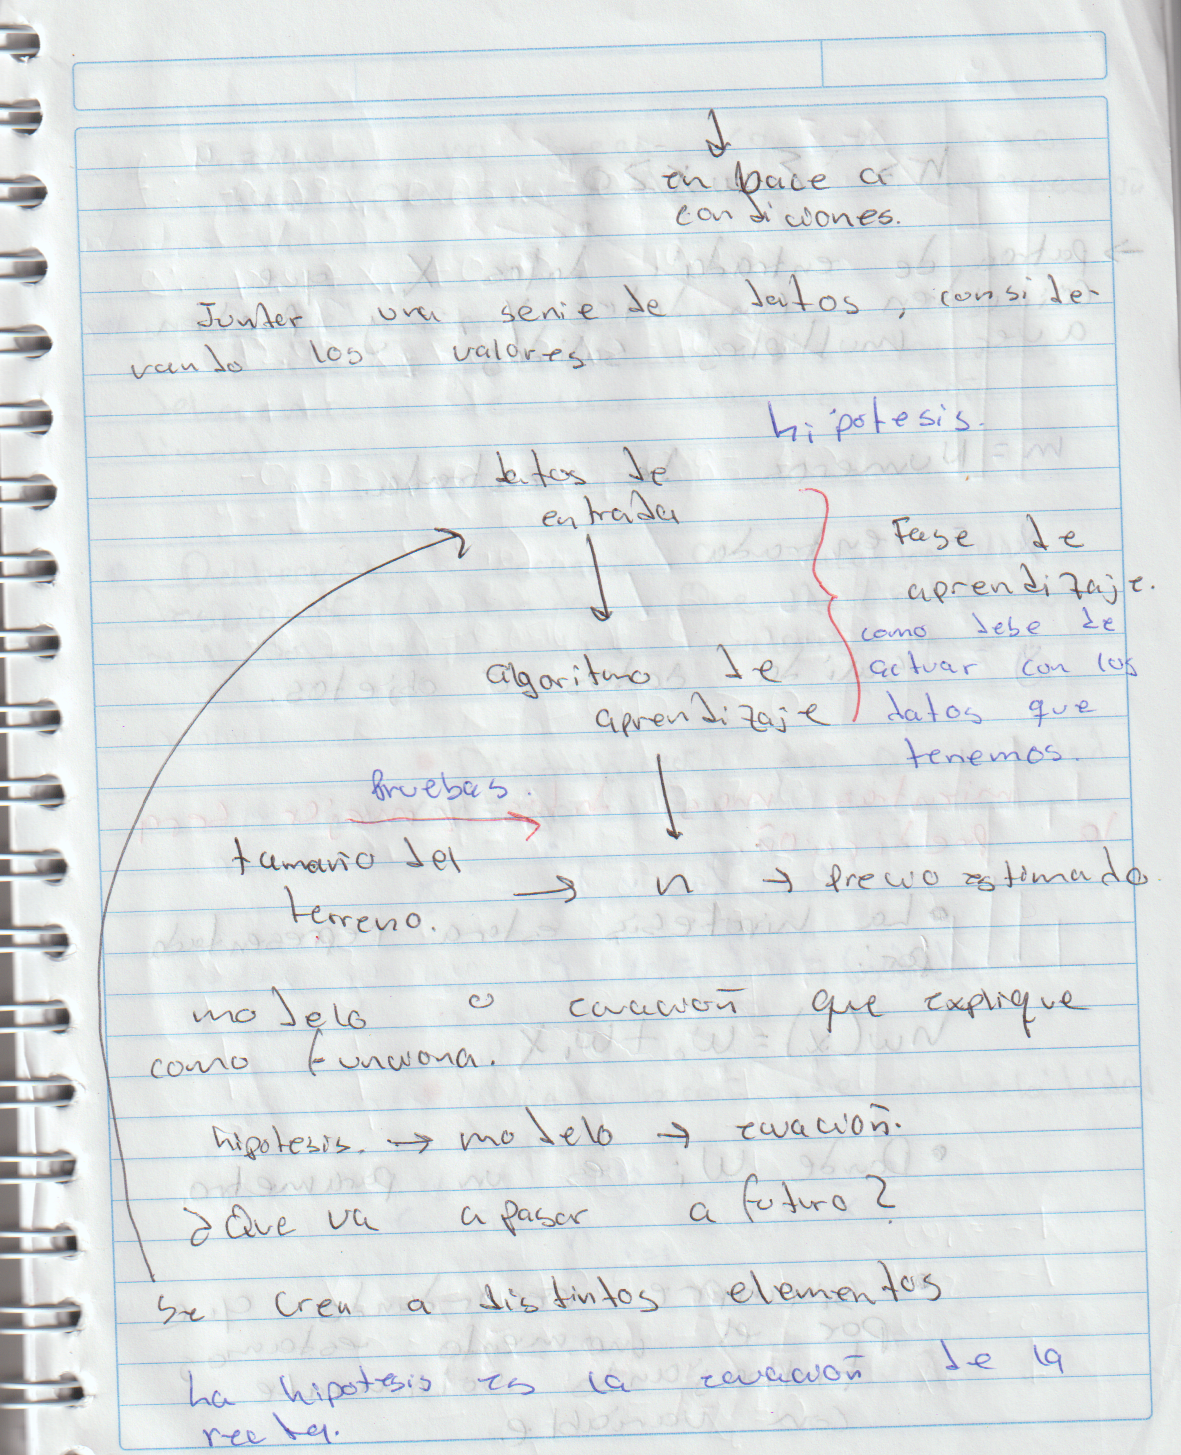 en bace a
condiciones.
Junter una serie de datos, conside-
rando los valores
hipotesis.
datos de
entrada
Fase de
aprendizaje.
como debe de
actuar con los
datos que
tenemos.
algoritmo de
aprendizaje
Pruebas.
tamaño del
terreno.
→ n → precio estimado
modelo o ecuación que explique
como funciona.
hipotesis. → modelo → ecuación.
¿Que va a pasar a futuro?
Se crea a distintos elementos
La hipotesis es la ecuación de la
recta.